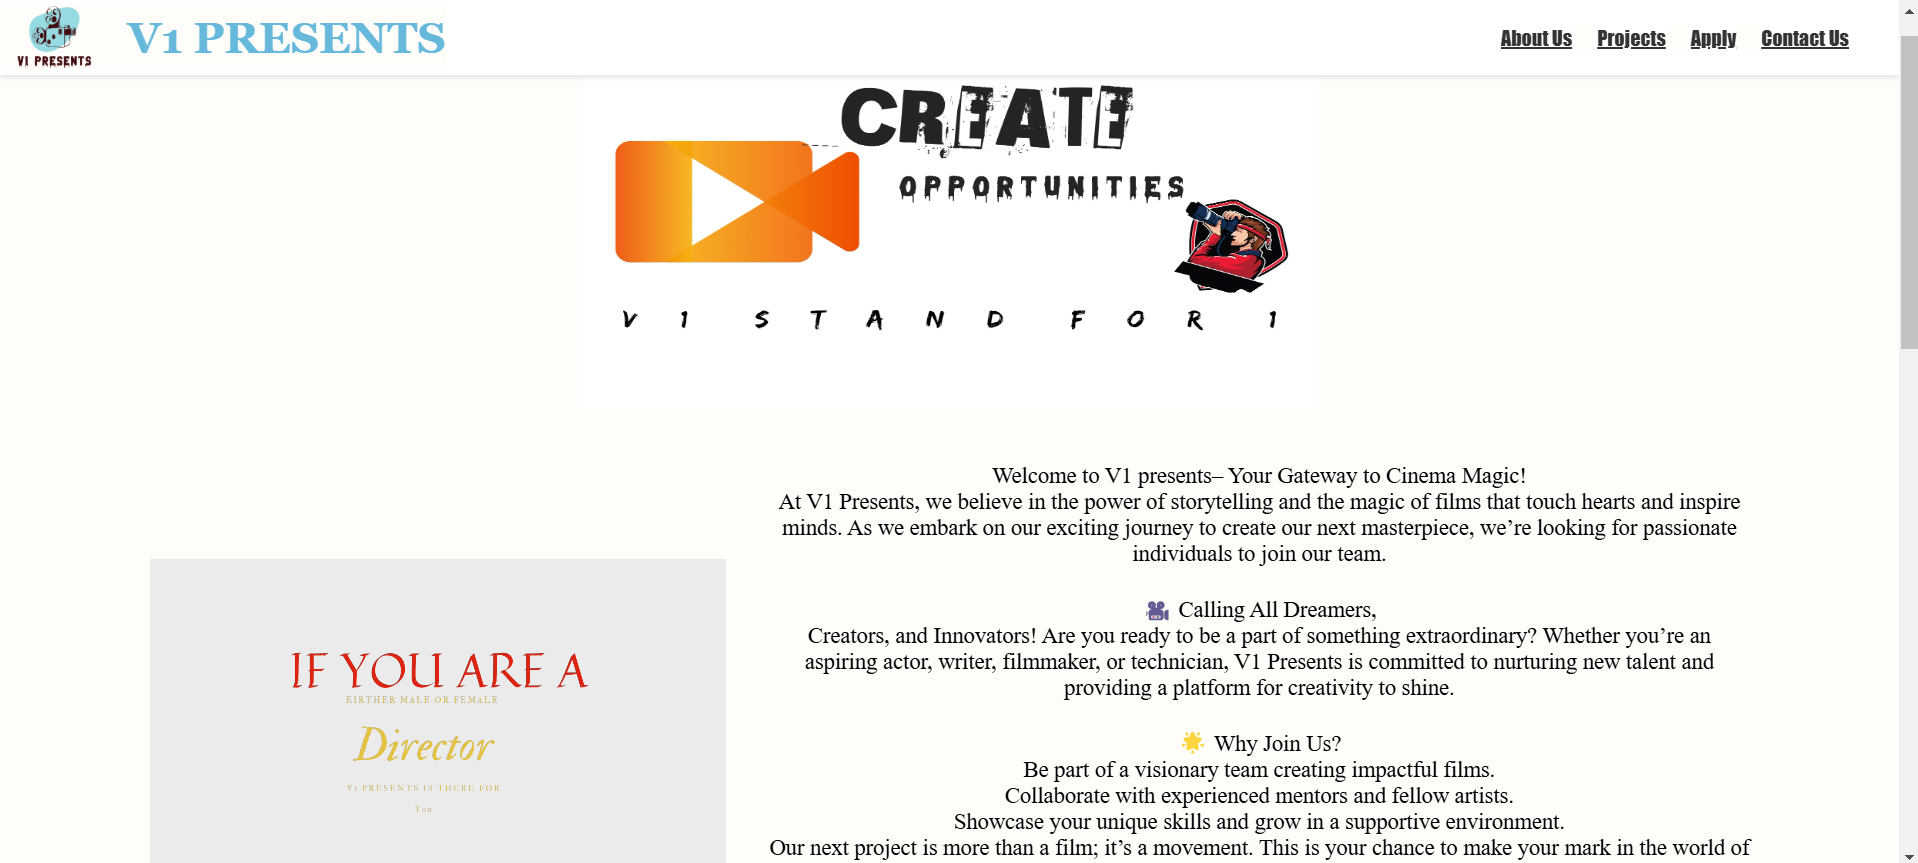 V1 PRESENTS
V1 PRESENTS
About Us Projects Apply Contact Us
CREATE
OPPORTUNITIES
V1 STAND FOR 1
Welcome to V1 presents– Your Gateway to Cinema Magic!
At V1 Presents, we believe in the power of storytelling and the magic of films that touch hearts and inspire
minds. As we embark on our exciting journey to create our next masterpiece, we’re looking for passionate
individuals to join our team.
🎥 Calling All Dreamers,
Creators, and Innovators! Are you ready to be a part of something extraordinary? Whether you’re an
aspiring actor, writer, filmmaker, or technician, V1 Presents is committed to nurturing new talent and
providing a platform for creativity to shine.
🌟 Why Join Us?
Be part of a visionary team creating impactful films.
Collaborate with experienced mentors and fellow artists.
Showcase your unique skills and grow in a supportive environment.
Our next project is more than a film; it’s a movement. This is your chance to make your mark in the world of
IF YOU ARE A
EIRTHER MALE OR FEMALE
Director
V1 PRESENTS IS THERE FOR
You